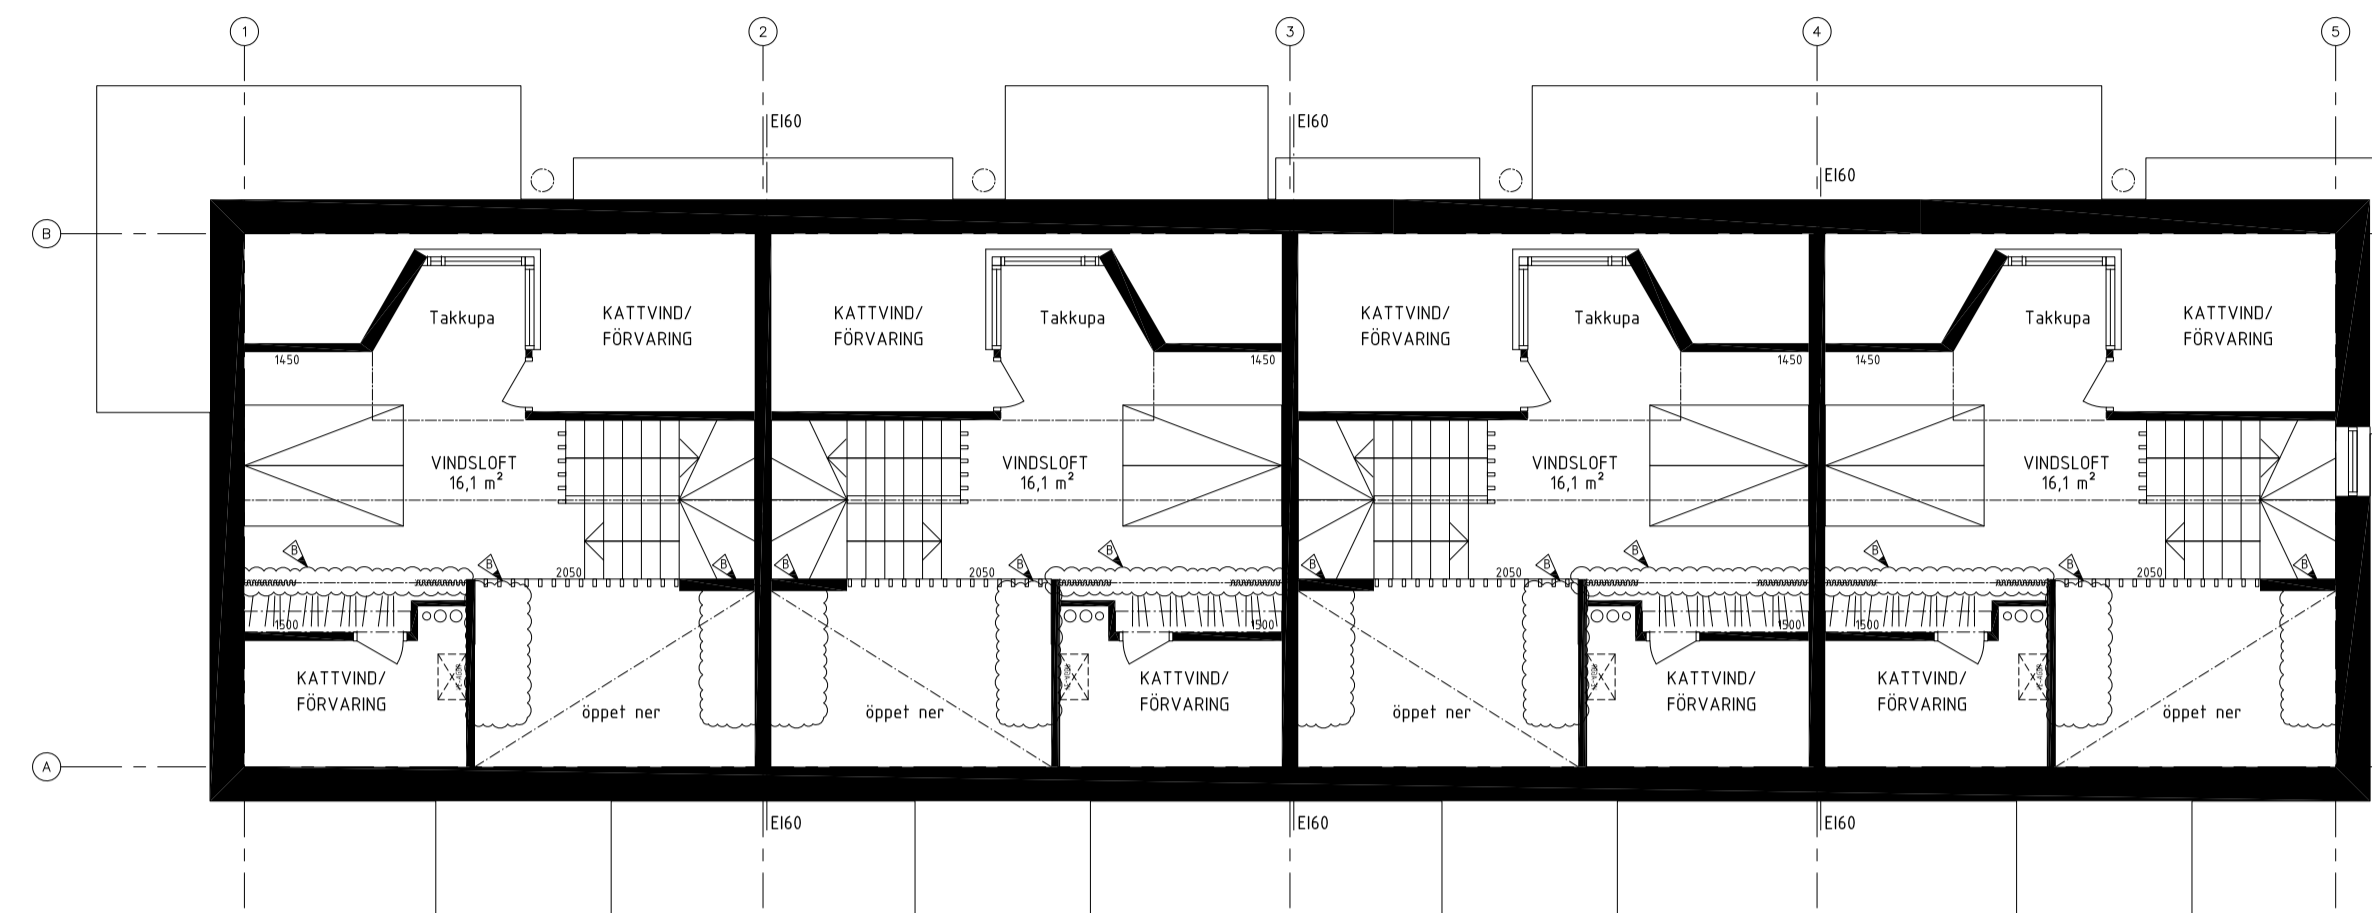 1 2 3 4 5
EI60 EI60
EI60
B
Takkupa KATTVIND/ KATTVIND/ Takkupa KATTVIND/ Takkupa Takkupa KATTVIND/
FÖRVARING FÖRVARING FÖRVARING FÖRVARING
1450 1450 1450 1450
VINDSLOFT VINDSLOFT VINDSLOFT VINDSLOFT
16,1 m² 16,1 m² 16,1 m² 16,1 m²
B B B B B B B B B B B B
2050 2050 2050 2050
1500 1500 1500 1500
KATTVIND/ KATTVIND/ KATTVIND/ KATTVIND/
FÖRVARING FÖRVARING FÖRVARING FÖRVARING
öppet ner öppet ner öppet ner öppet ner
A
EI60 EI60 EI60